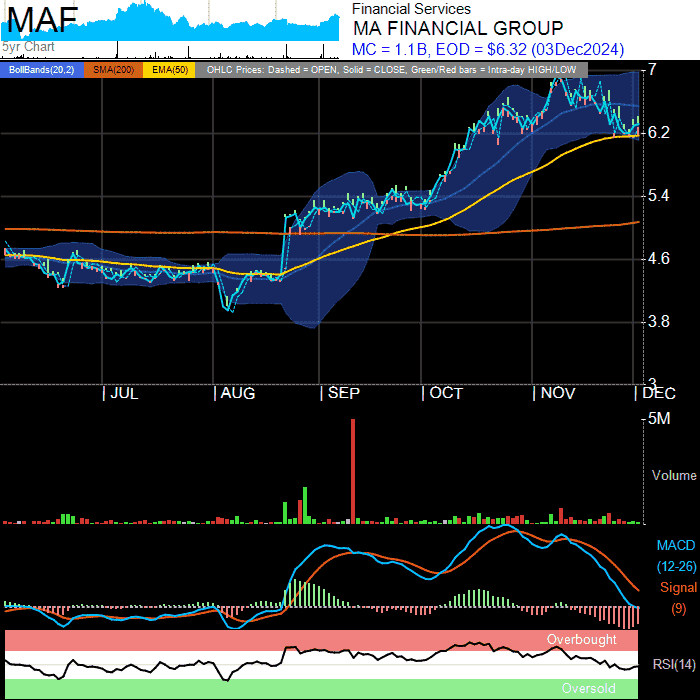 MAF
5yr Chart
Financial Services
MA FINANCIAL GROUP
MC = 1.1B, EOD = $6.32 (03Dec2024)
BollBands(20,2) SMA(200) EMA(50) OHLC Prices: Dashed = OPEN, Solid = CLOSE, Green/Red bars = Intra-day HIGH/LOW
7
6.2
5.4
4.6
3.8
3
JUL AUG SEP OCT NOV DEC
5M
Volume
MACD
(12-26)
Signal
(9)
Overbought
RSI(14)
Oversold